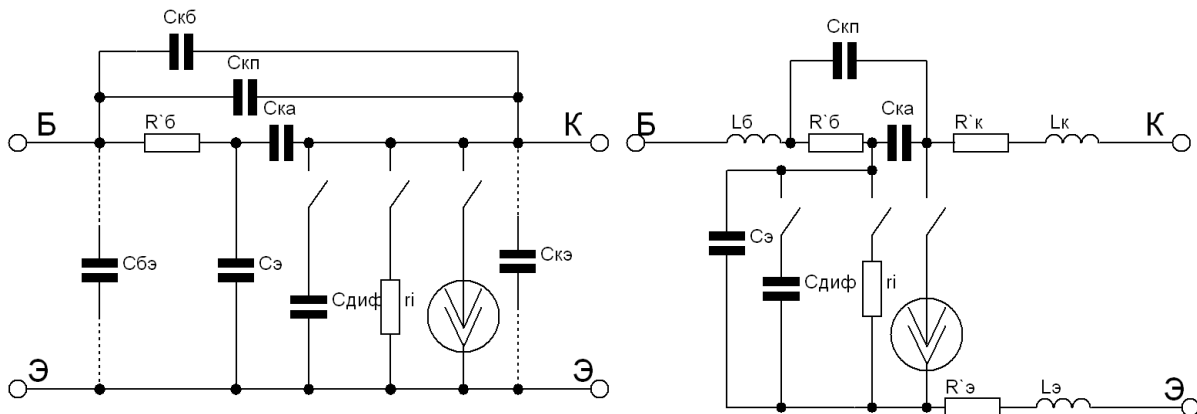 Скб
Скп
Ска
Б
R`б
К
Сбэ
Сэ
Сдиф
ri
Скэ
Э
Э
Скп
Ска
Б
Lб
R`б
R`к
Lк
К
Сэ
Сдиф
ri
R`э
Lэ
Э